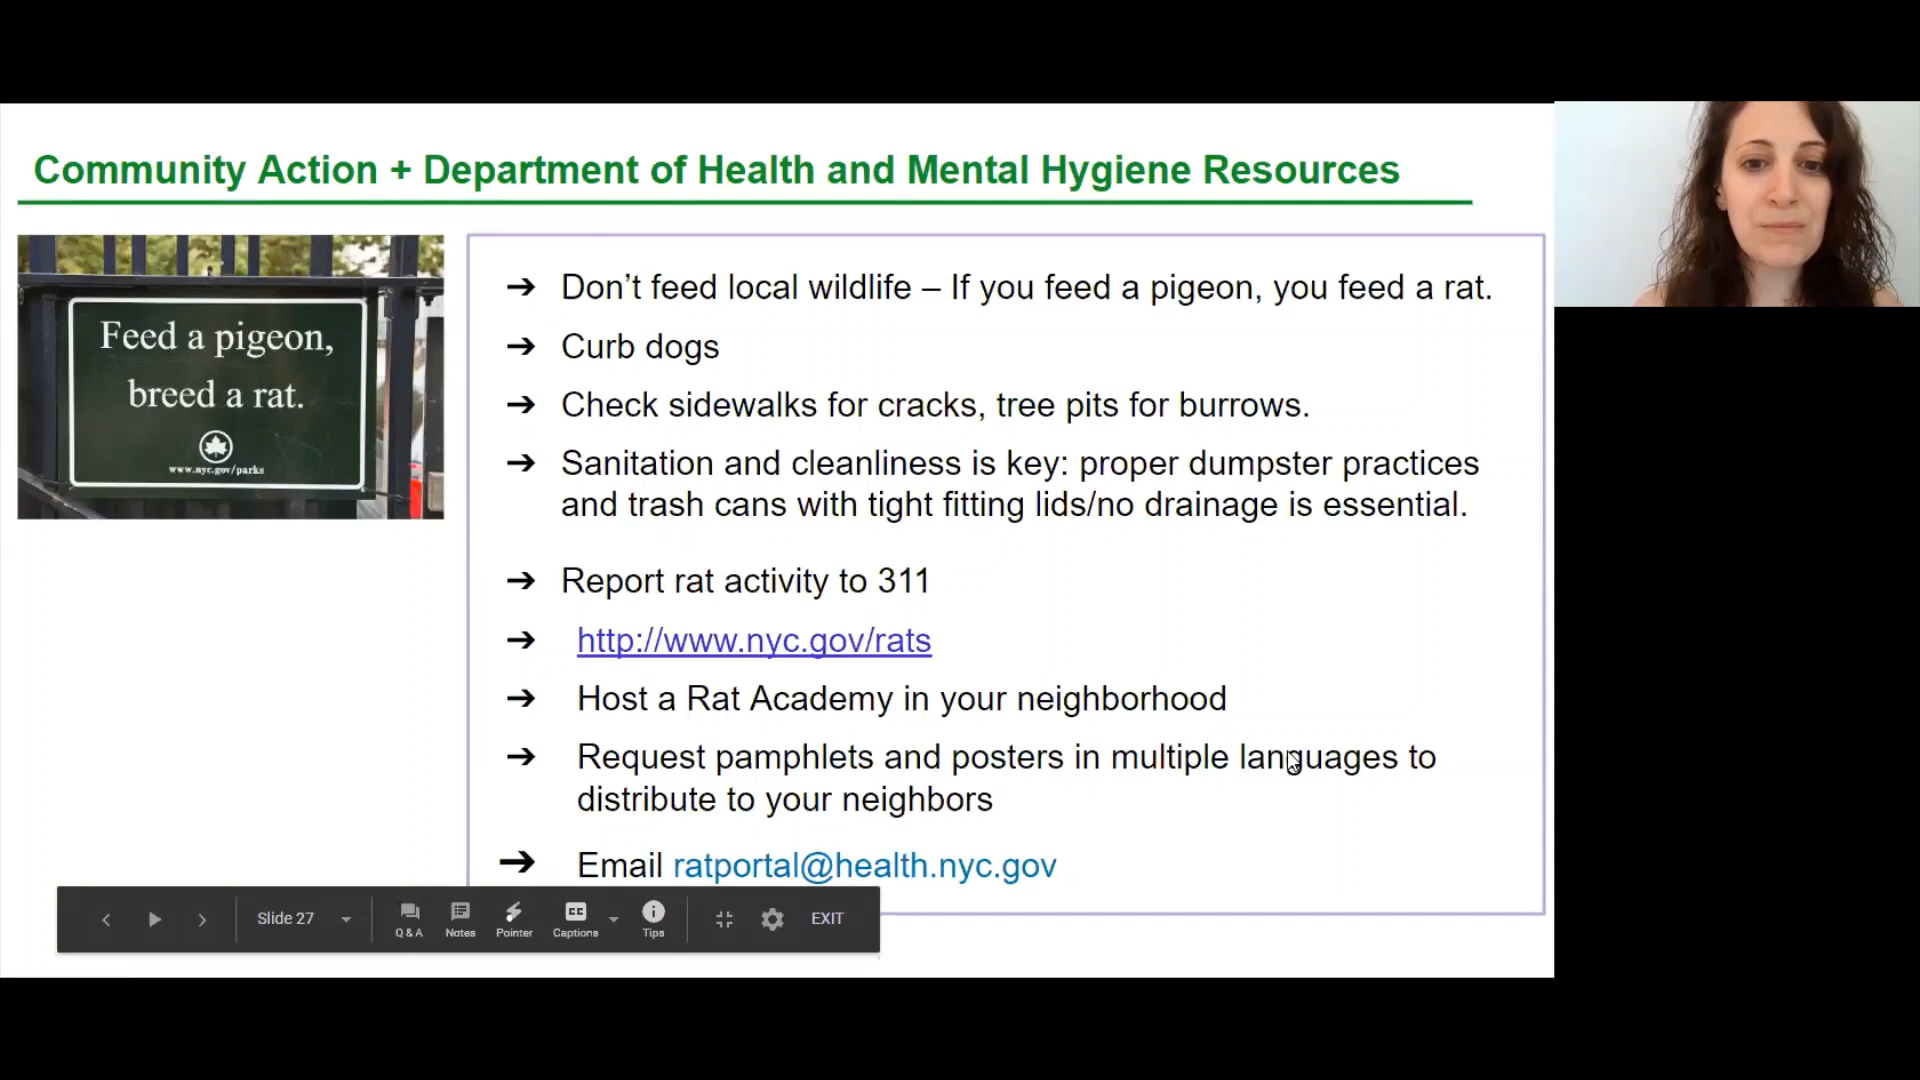 Community Action + Department of Health and Mental Hygiene Resources
Feed a pigeon,
breed a rat.
www.nyc.gov/parks
➔ Don’t feed local wildlife – If you feed a pigeon, you feed a rat.
➔ Curb dogs
➔ Check sidewalks for cracks, tree pits for burrows.
➔ Sanitation and cleanliness is key: proper dumpster practices
and trash cans with tight fitting lids/no drainage is essential.
➔ Report rat activity to 311
➔ http://www.nyc.gov/rats
➔ Host a Rat Academy in your neighborhood
➔ Request pamphlets and posters in multiple languages to
distribute to your neighbors
➔ Email ratportal@health.nyc.gov
Slide 27 Q & A Notes Pointer CC Captions Tips EXIT